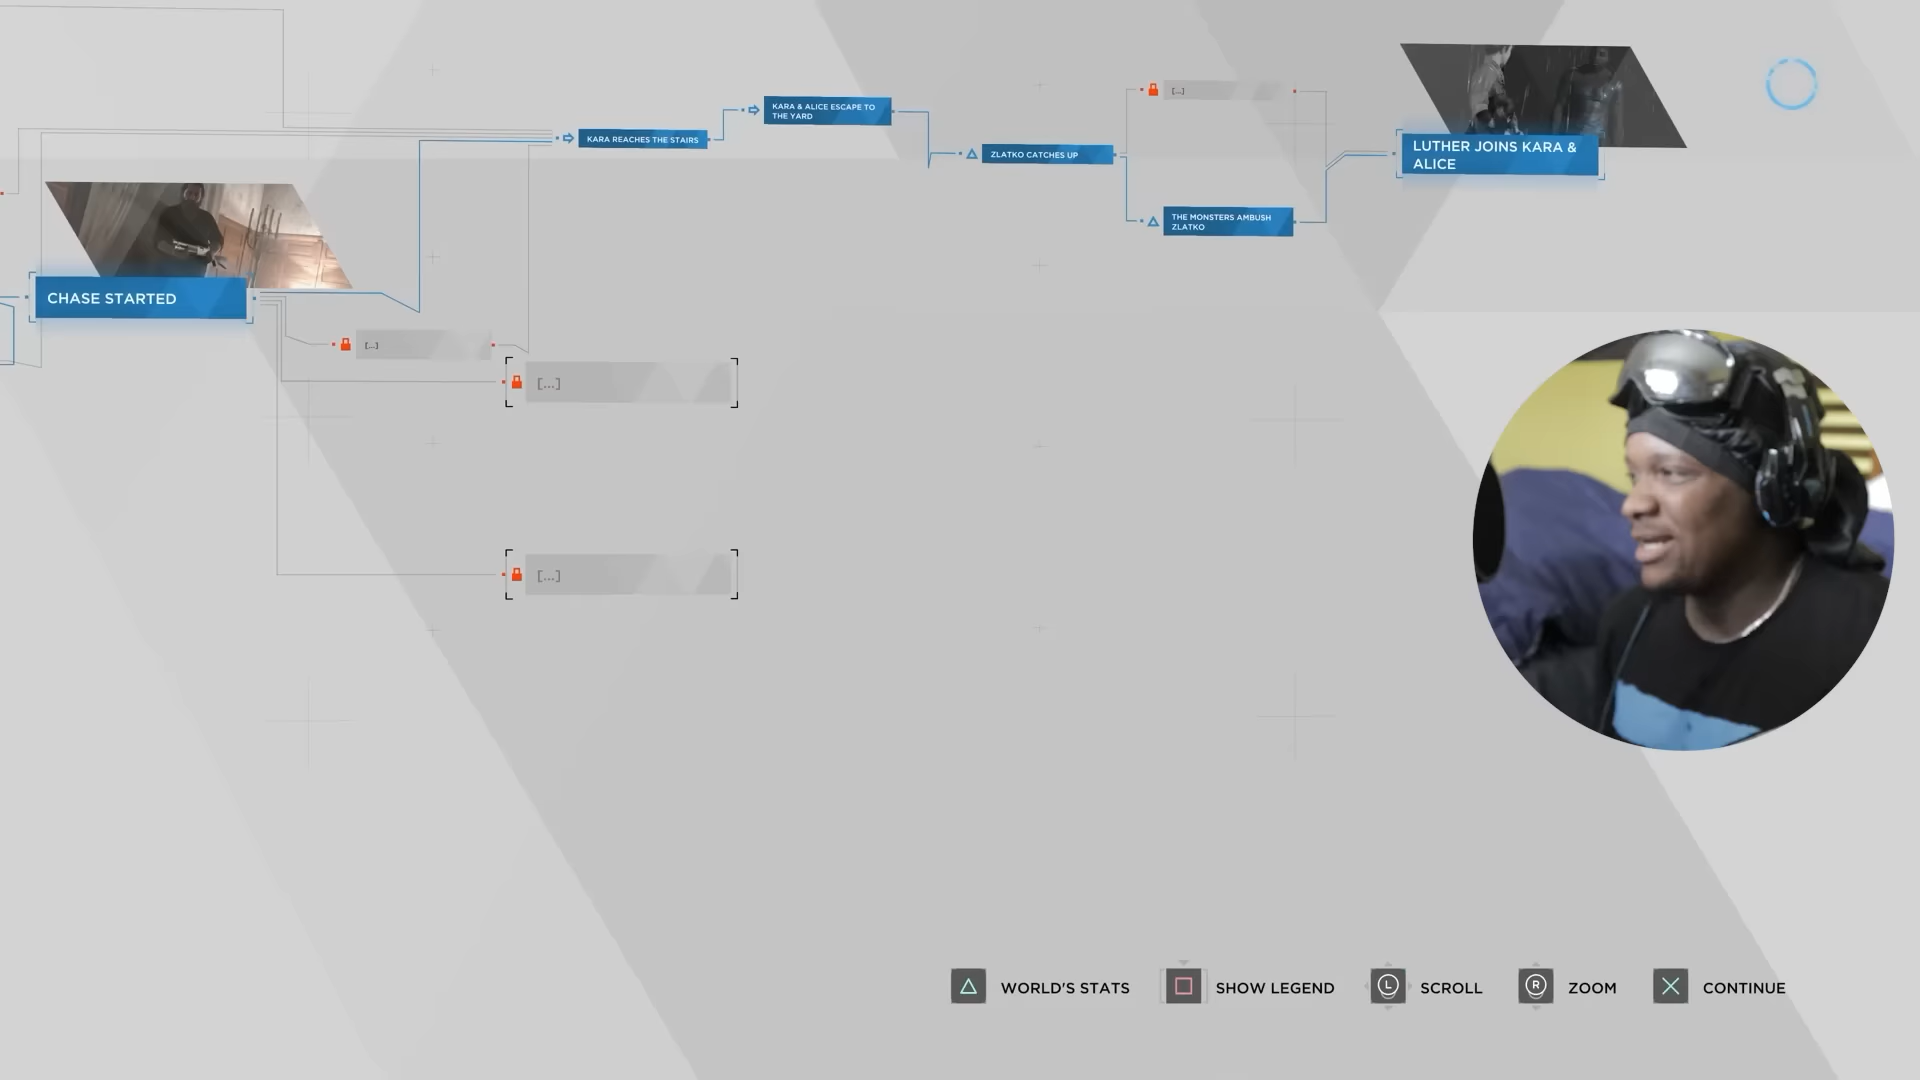 KARA & ALICE ESCAPE TO
THE YARD
KARA REACHES THE STAIRS
ZLATKO CATCHES UP
[...]
LUTHER JOINS KARA &
ALICE
THE MONSTERS AMBUSH
ZLATKO
CHASE STARTED
[...]
[...]
[...]
WORLD'S STATS
SHOW LEGEND
L
SCROLL
R
ZOOM
CONTINUE